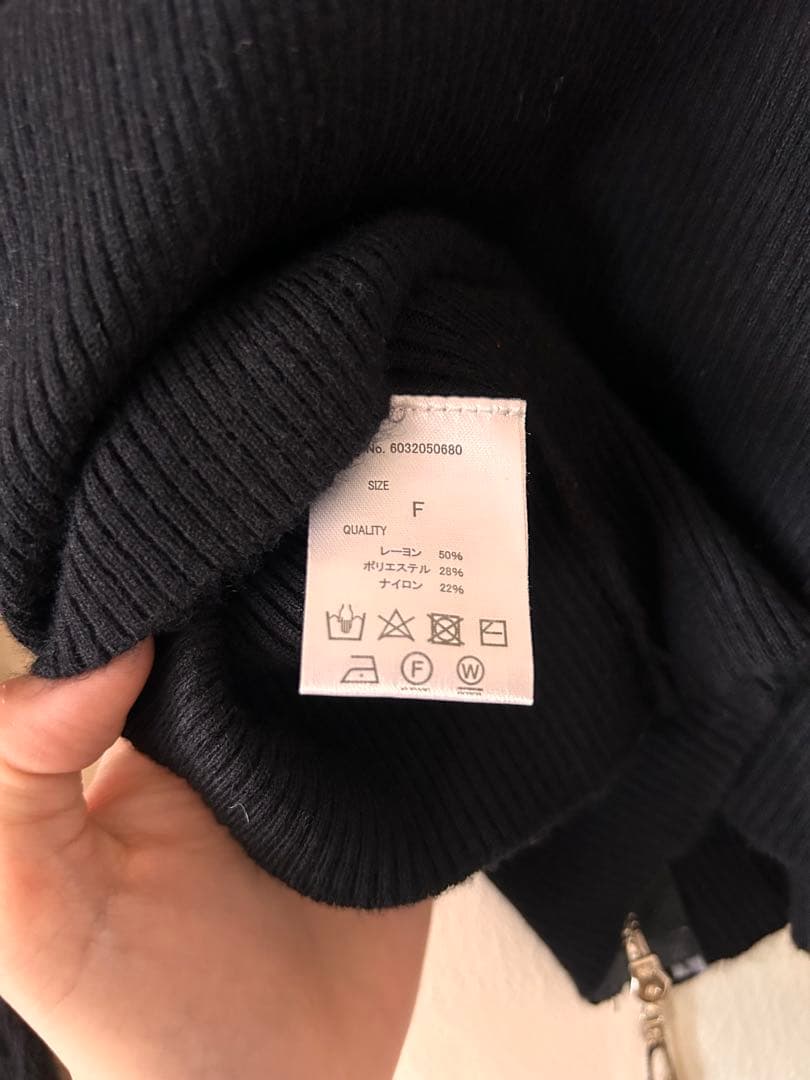 No. 6032050680
SIZE
F
QUALITY
レーヨン 50%
ポリエステル 28%
ナイロン 22%
F
W